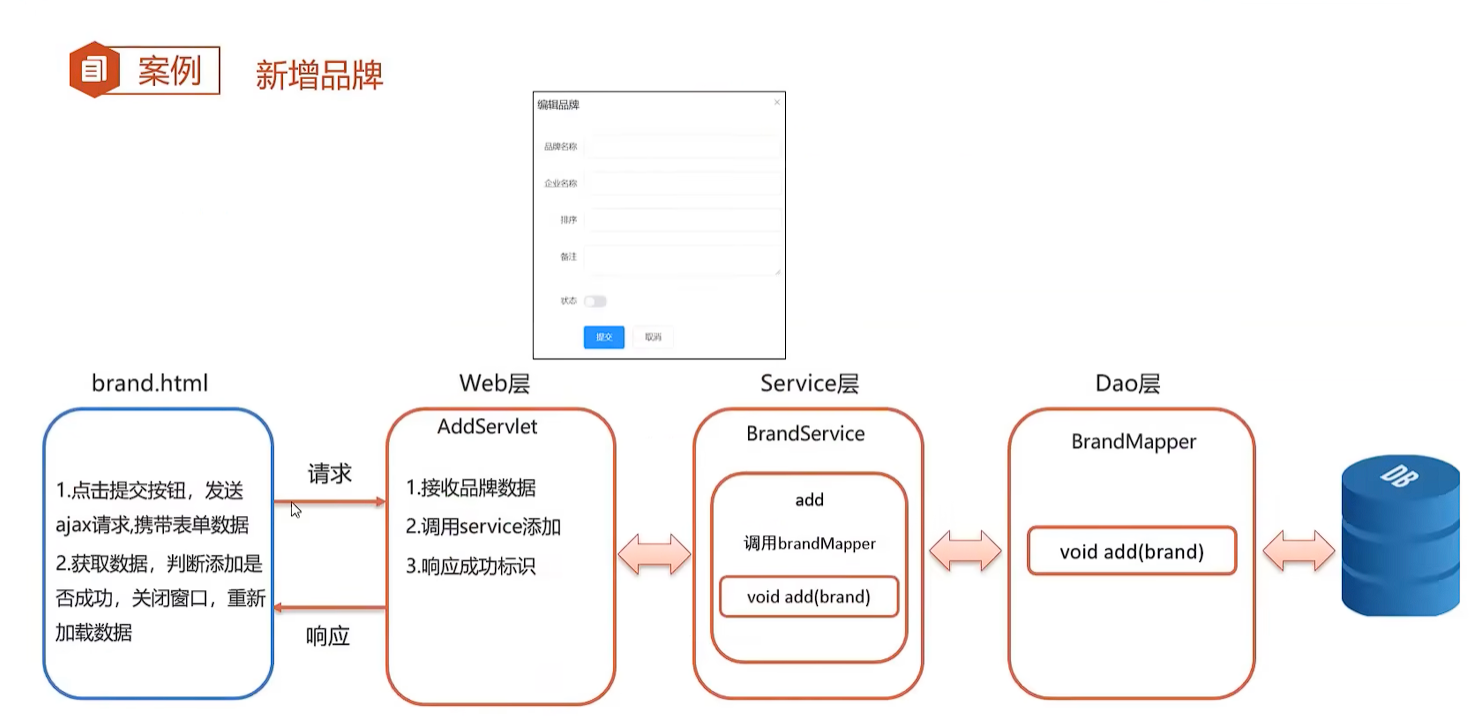 案例
新增品牌
编辑品牌
×
品牌名称
企业名称
排序
备注
状态
提交
取消
brand.html
1.点击提交按钮，发送
ajax请求,携带表单数据
2.获取数据，判断添加是
否成功，关闭窗口，重新
加载数据
请求
响应
Web层
AddServlet
1.接收品牌数据
2.调用service添加
3.响应成功标识
Service层
BrandService
add
调用brandMapper
void add(brand)
Dao层
BrandMapper
void add(brand)
DB